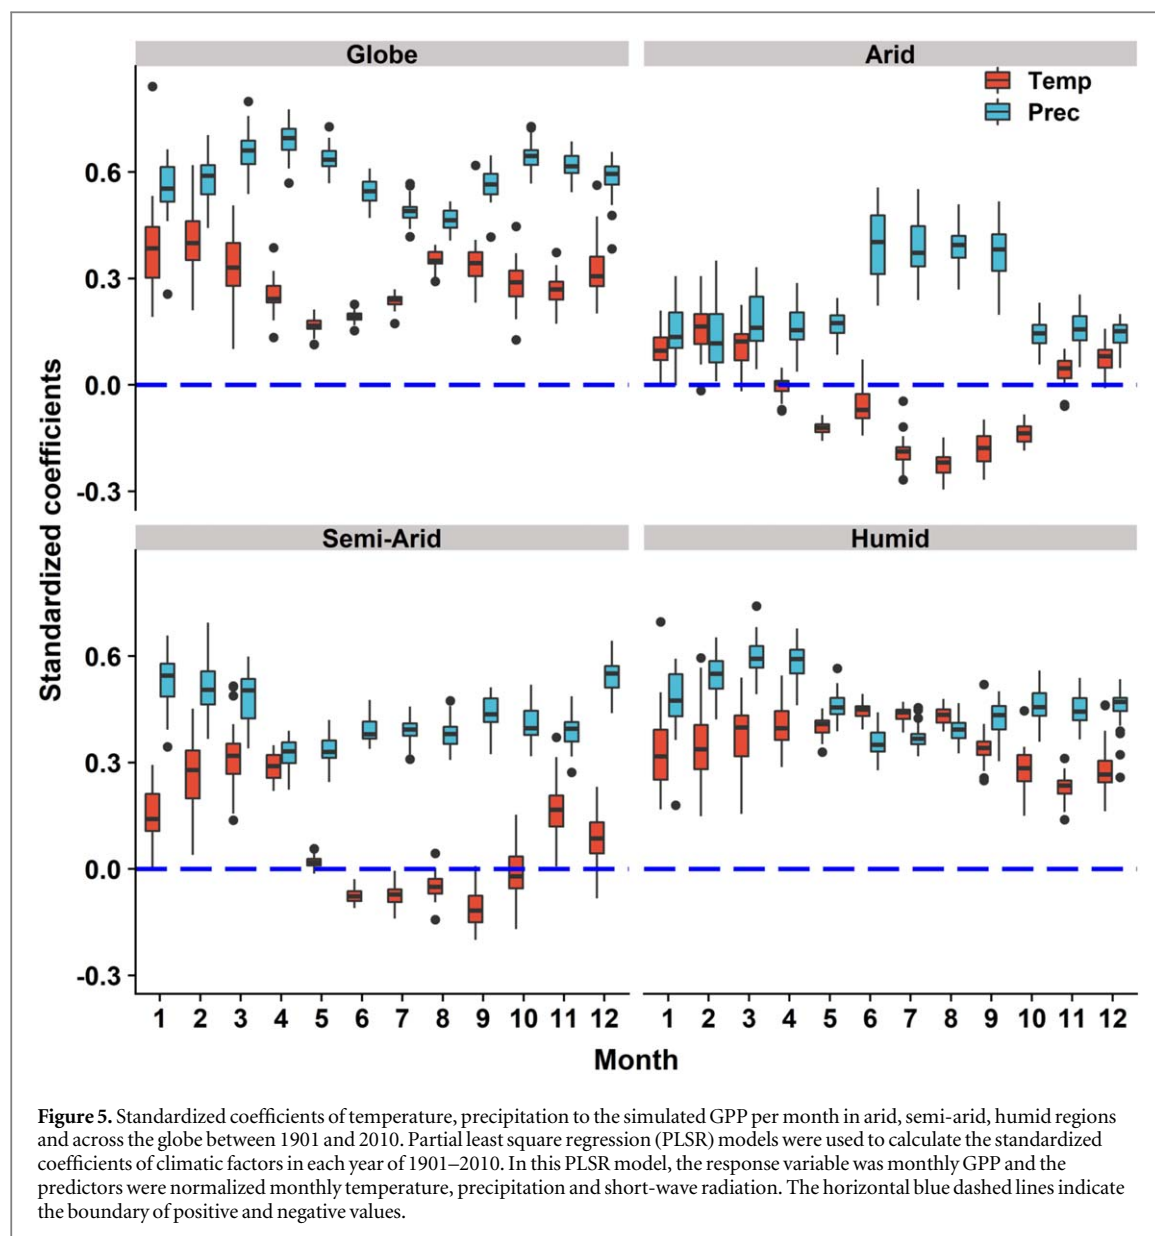 Globe
Arid
Temp
Prec
0.6
0.3
0.0
-0.3
Standardized coefficients
Semi-Arid
Humid
0.6
0.3
0.0
-0.3
1 2 3 4 5 6 7 8 9 10 11 12
1 2 3 4 5 6 7 8 9 10 11 12
Month
Figure 5. Standardized coefficients of temperature, precipitation to the simulated GPP per month in arid, semi-arid, humid regions
and across the globe between 1901 and 2010. Partial least square regression (PLSR) models were used to calculate the standardized
coefficients of climatic factors in each year of 1901–2010. In this PLSR model, the response variable was monthly GPP and the
predictors were normalized monthly temperature, precipitation and short-wave radiation. The horizontal blue dashed lines indicate
the boundary of positive and negative values.